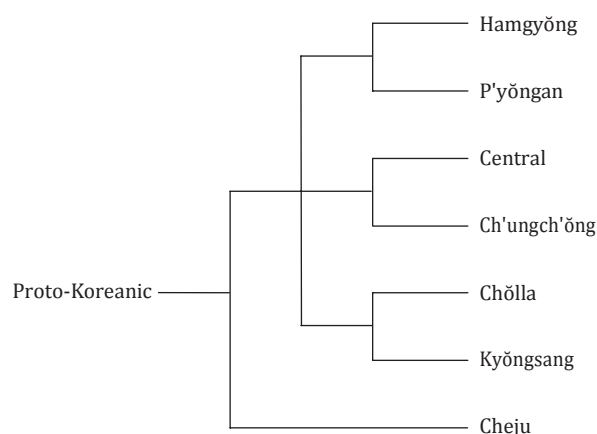 Hamgyŏng
P'yŏngan
Central
Ch'ungch'ŏng
Proto-Koreanic
Chŏlla
Kyŏngsang
Cheju